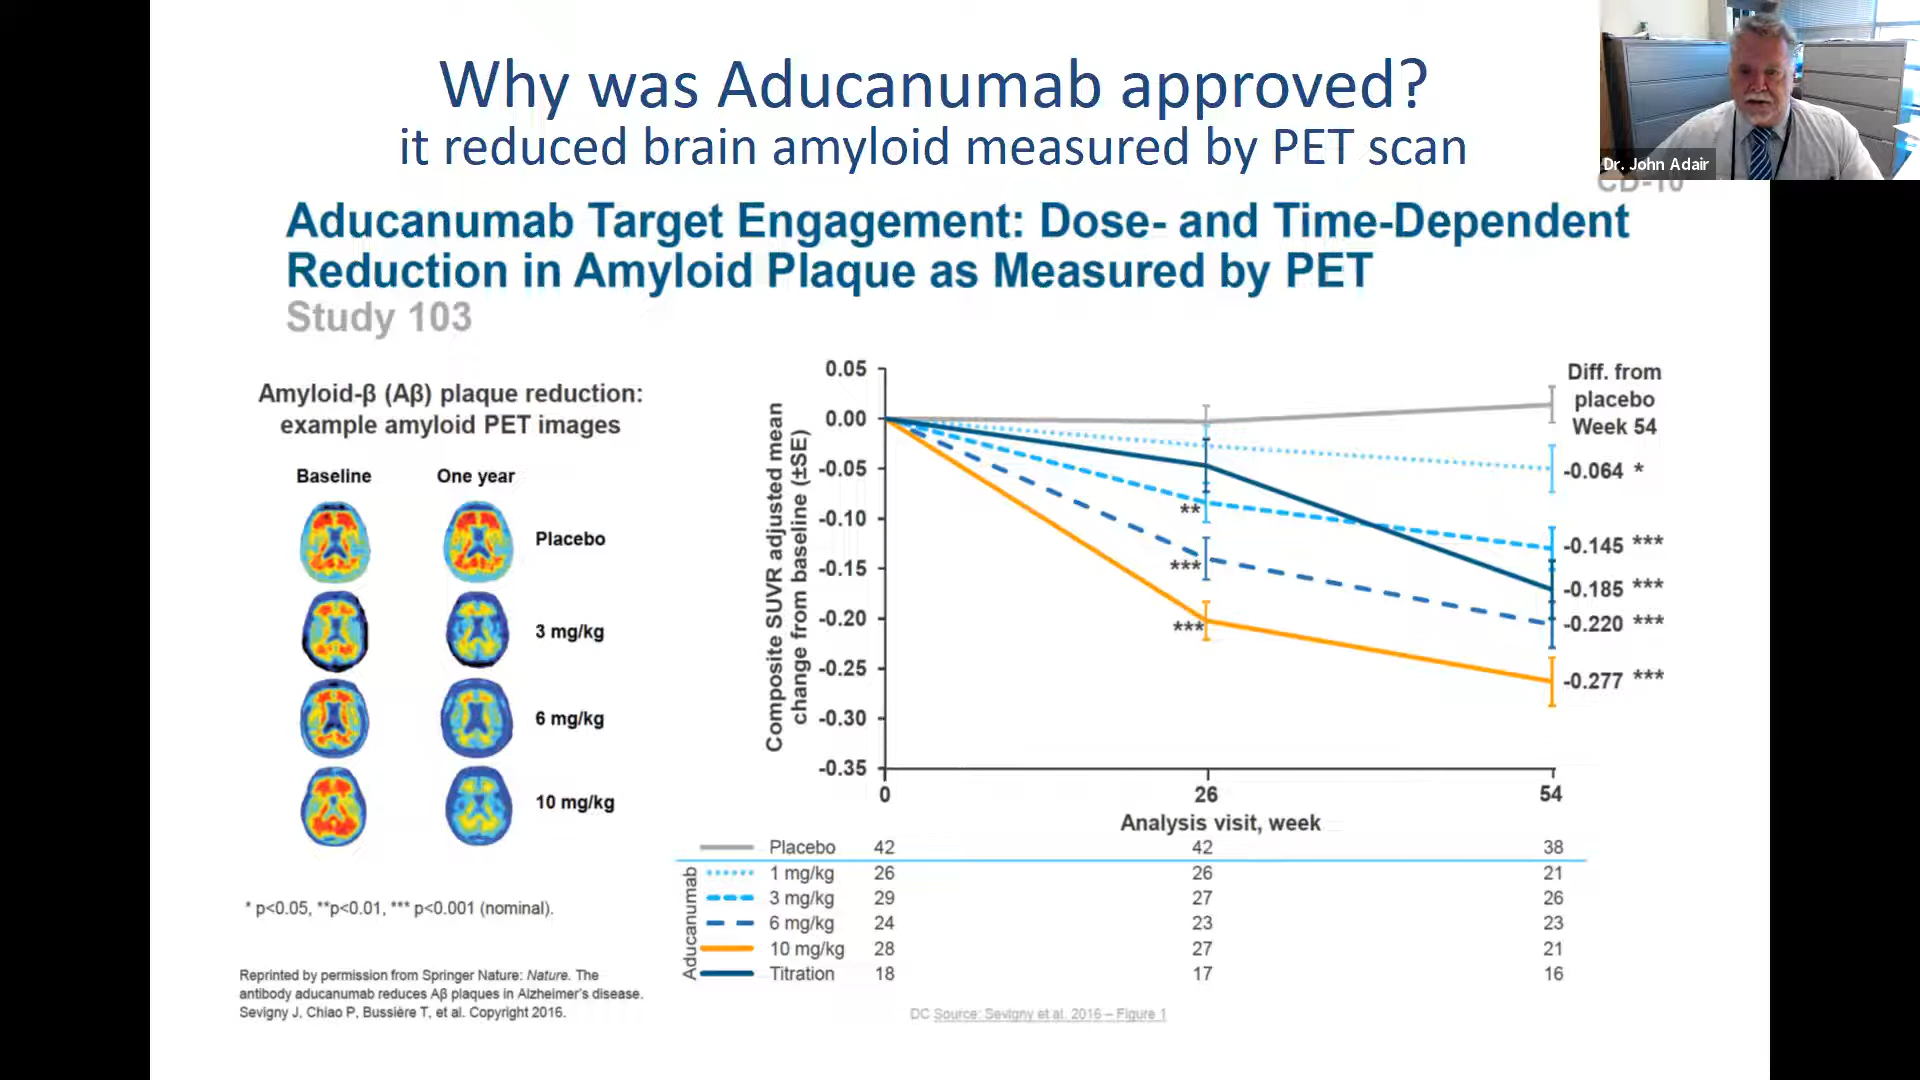 Why was Aducanumab approved?
it reduced brain amyloid measured by PET scan
Dr. John Adair
CD-10
Aducanumab Target Engagement: Dose- and Time-Dependent
Reduction in Amyloid Plaque as Measured by PET
Study 103
Amyloid-β (Aβ) plaque reduction:
example amyloid PET images
Baseline One year
Placebo
3 mg/kg
6 mg/kg
10 mg/kg
* p<0.05, **p<0.01, *** p<0.001 (nominal).
Reprinted by permission from Springer Nature: Nature. The
antibody aducanumab reduces Aβ plaques in Alzheimer's disease.
Sevigny J, Chiao P, Bussière T, et al. Copyright 2016.
Composite SUVR adjusted mean
change from baseline (±SE)
0.05
0.00
-0.05
-0.10
-0.15
-0.20
-0.25
-0.30
-0.35
**
***
***
Diff. from
placebo
Week 54
-0.064 *
-0.145 ***
-0.185 ***
-0.220 ***
-0.277 ***
0 26 54
Analysis visit, week
Placebo 42 42 38
Aducanumab
1 mg/kg 26 26 21
3 mg/kg 29 27 26
6 mg/kg 24 23 23
10 mg/kg 28 27 21
Titration 18 17 16
DC Source: Sevigny et al. 2016 – Figure 1